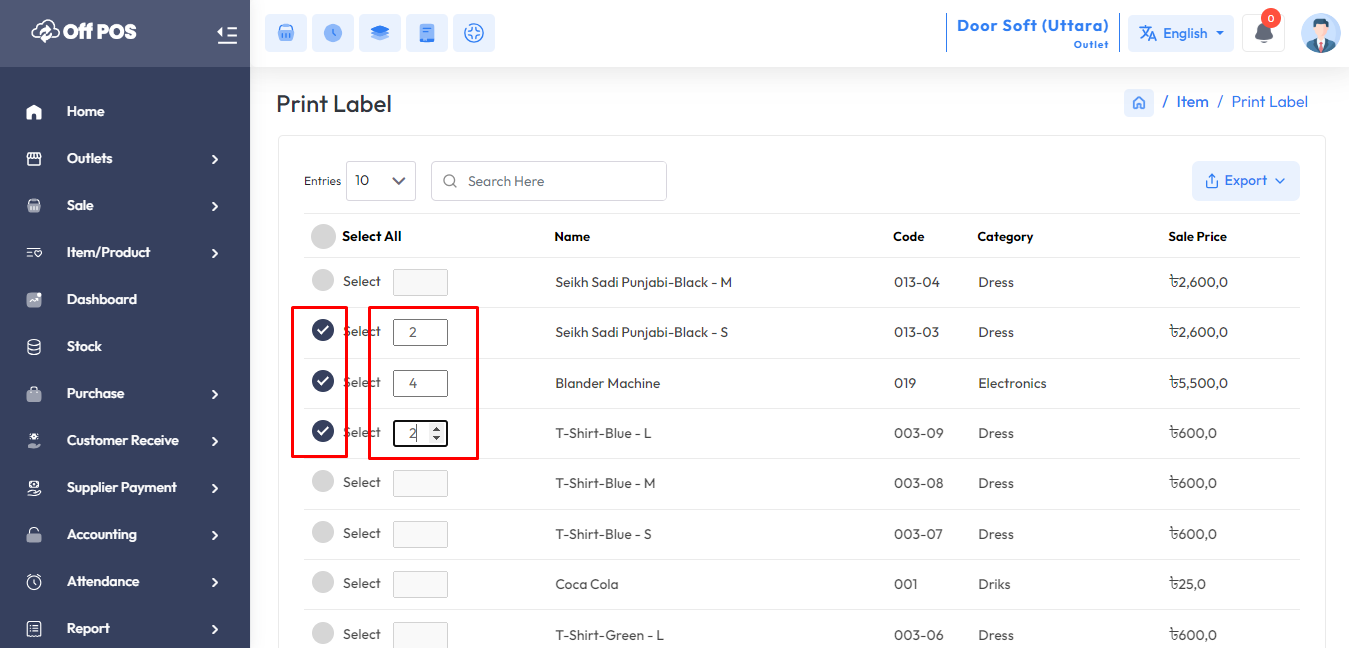 Off POS
Door Soft (Uttara)
Outlet
English
0
Home
Outlets
Sale
Item/Product
Dashboard
Stock
Purchase
Customer Receive
Supplier Payment
Accounting
Attendance
Report
Print Label
/ Item / Print Label
Entries 10 Search Here Export
Select All Name Code Category Sale Price
Select Seikh Sadi Punjabi-Black - M 013-04 Dress ৳2,600,0
Select 2 Seikh Sadi Punjabi-Black - S 013-03 Dress ৳2,600,0
Select 4 Blander Machine 019 Electronics ৳5,500,0
Select 2 T-Shirt-Blue - L 003-09 Dress ৳600,0
Select T-Shirt-Blue - M 003-08 Dress ৳600,0
Select T-Shirt-Blue - S 003-07 Dress ৳600,0
Select Coca Cola 001 Driks ৳25,0
Select T-Shirt-Green - L 003-06 Dress ৳600,0